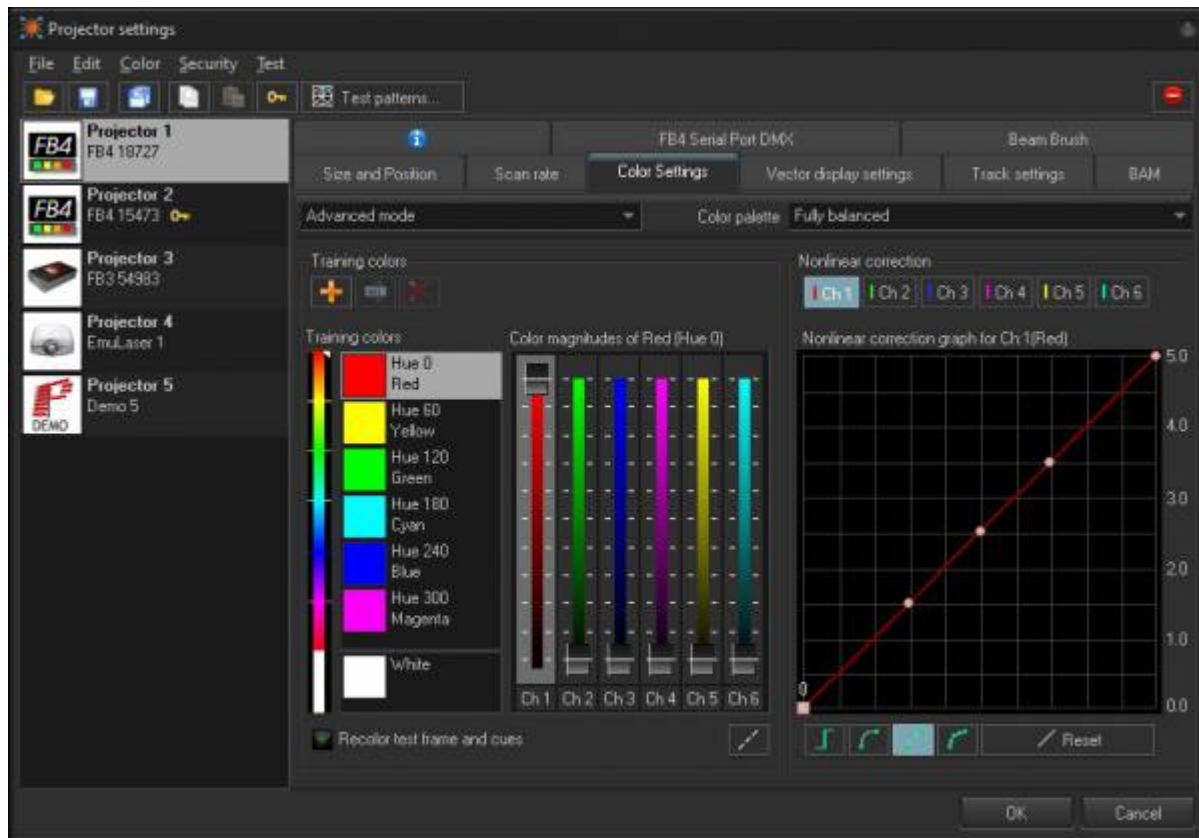 Projector settings
File Edit Color Security Test
Test patterns...
FB4
Projector 1
FB4 18727
FB4
Projector 2
FB4 15473
Projector 3
FB3 54983
Projector 4
EmuLaser 1
DEMO
Projector 5
Demo 5
FB4 Serial Port DMX Beam Brush
Size and Position Scan rate Color Settings Vector display settings Track settings BAM
Advanced mode Color palette Fully balanced
Training colors
Training colors
Hue 0
Red
Hue 60
Yellow
Hue 120
Green
Hue 180
Cyan
Hue 240
Blue
Hue 300
Magenta
White
Color magnitudes of Red (Hue 0)
Ch 1 Ch 2 Ch 3 Ch 4 Ch 5 Ch 6
Recolor test frame and cues
Nonlinear correction
Ch 1 Ch 2 Ch 3 Ch 4 Ch 5 Ch 6
Nonlinear correction graph for Ch 1(Red)
5.0
4.0
3.0
2.0
1.0
0
0.0
Reset
OK Cancel